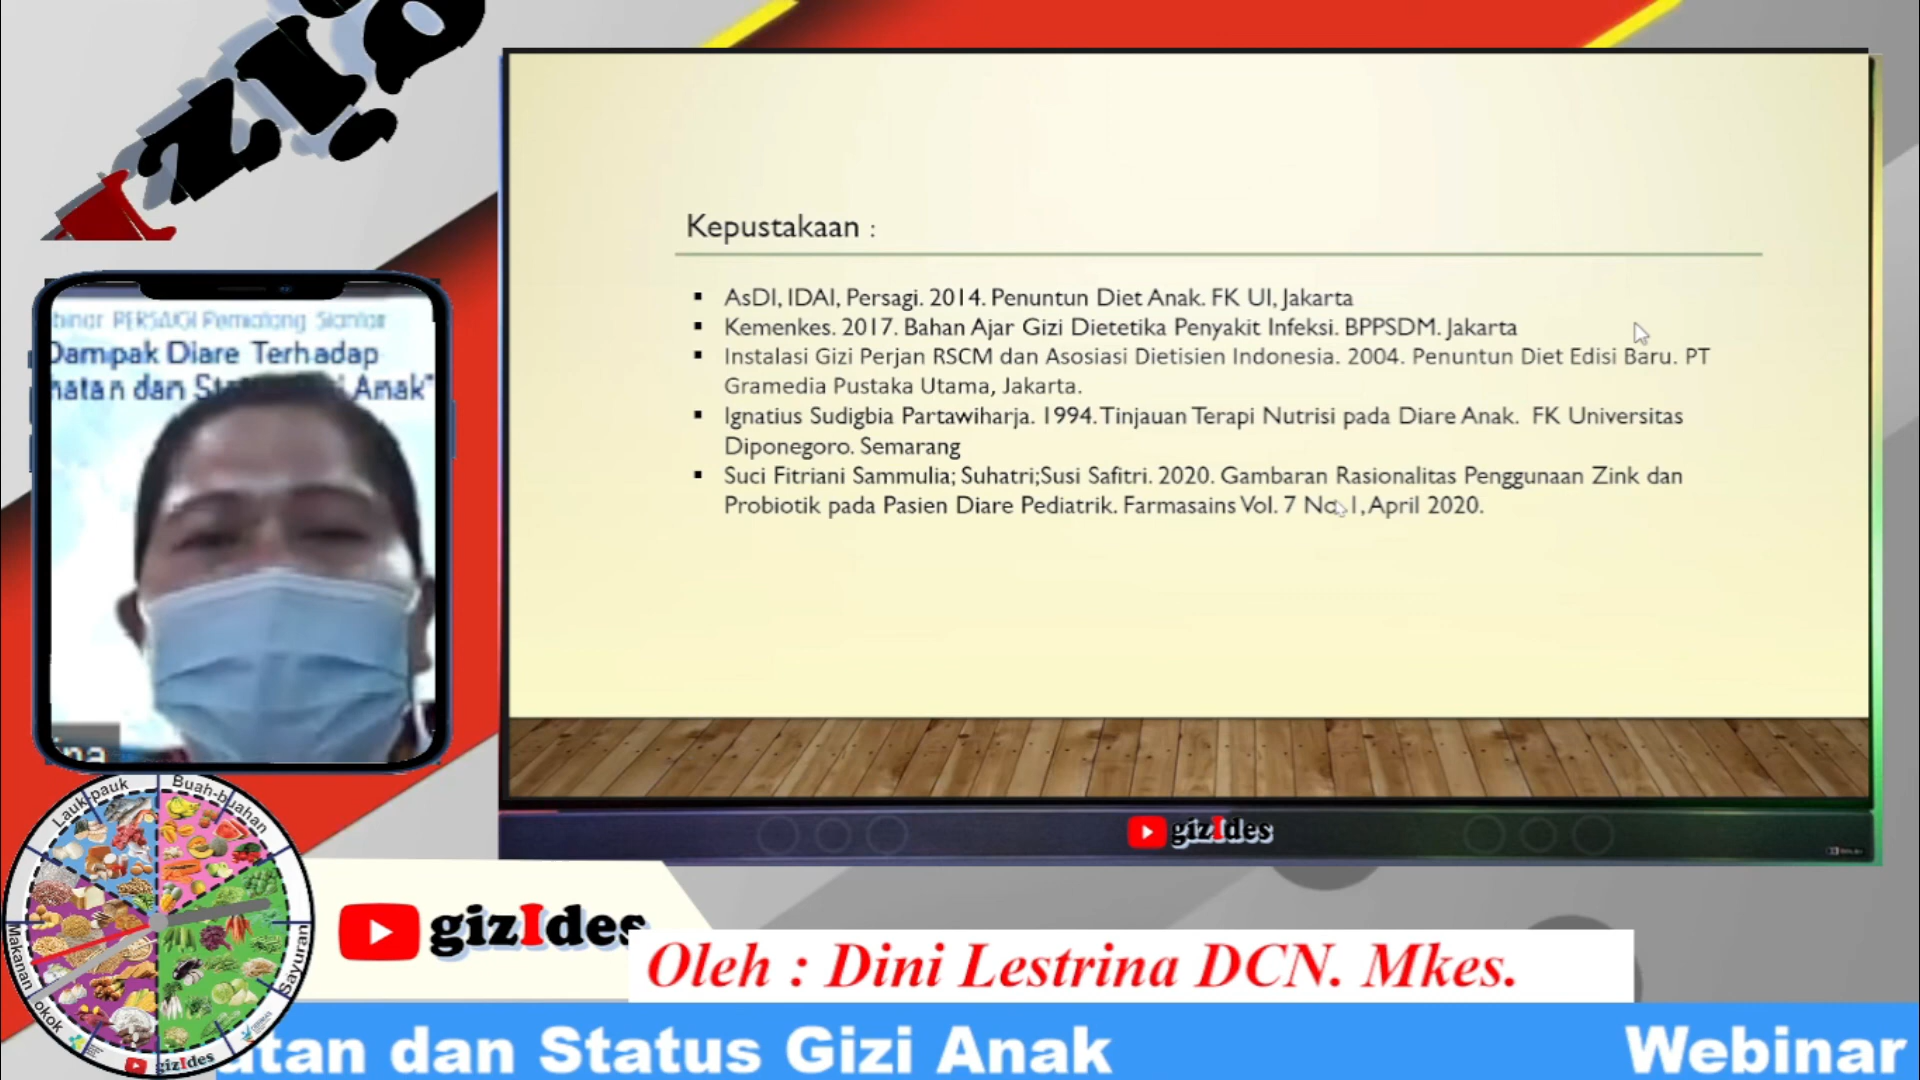 Kepustakaan :
▪ AsDI, IDAI, Persagi. 2014. Penuntun Diet Anak. FK UI, Jakarta
▪ Kemenkes. 2017. Bahan Ajar Gizi Dietetika Penyakit Infeksi. BPPSDM. Jakarta
▪ Instalasi Gizi Perjan RSCM dan Asosiasi Dietisien Indonesia. 2004. Penuntun Diet Edisi Baru. PT
Gramedia Pustaka Utama, Jakarta.
▪ Ignatius Sudigbia Partawiharja. 1994. Tinjauan Terapi Nutrisi pada Diare Anak. FK Universitas
Diponegoro. Semarang
▪ Suci Fitriani Sammulia; Suhatri;Susi Safitri. 2020. Gambaran Rasionalitas Penggunaan Zink dan
Probiotik pada Pasien Diare Pediatrik. Farmasains Vol. 7 No. 1, April 2020.
PERSAGI Pematang Siantar
Dampak Diare Terhadap
dan Anak"
gizIdes
Lauk-pauk
Buah-buahan
Makanan
Sayuran
gizIdes
gizIdes
Oleh : Dini Lestrina DCN. Mkes.
atan dan Status Gizi Anak
Webinar